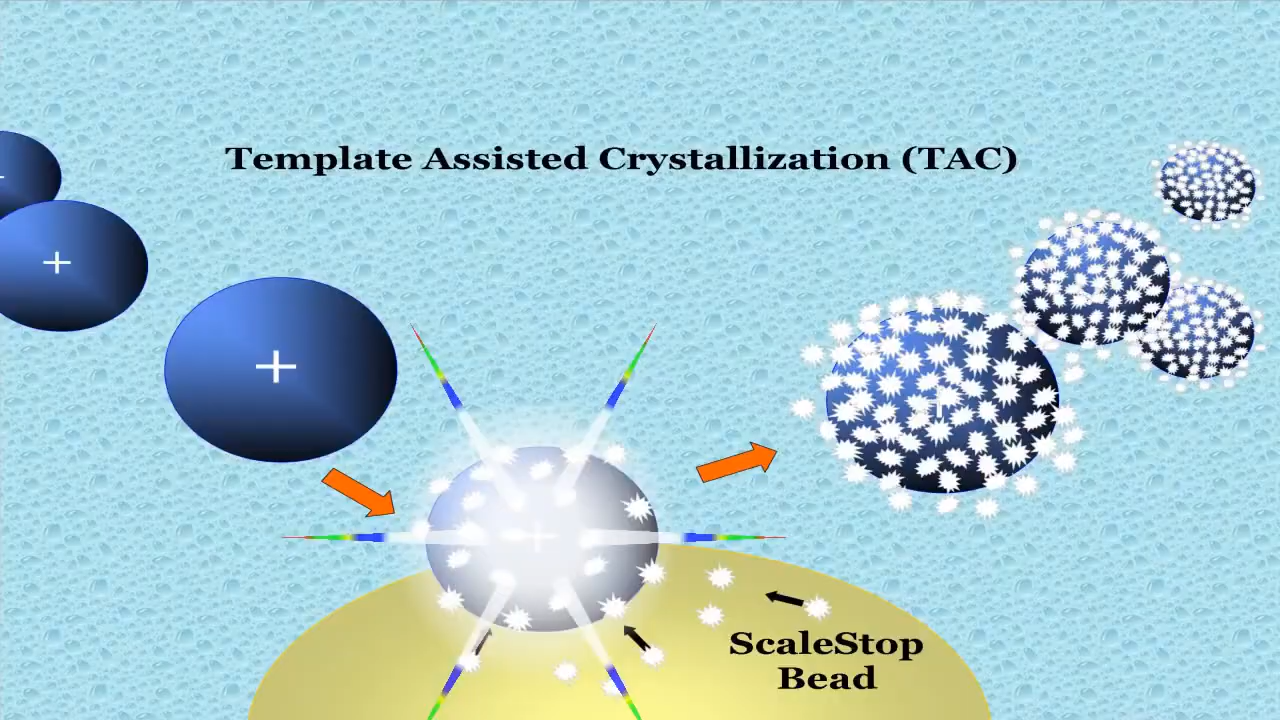 Template Assisted Crystallization (TAC)
+
+
ScaleStop
Bead